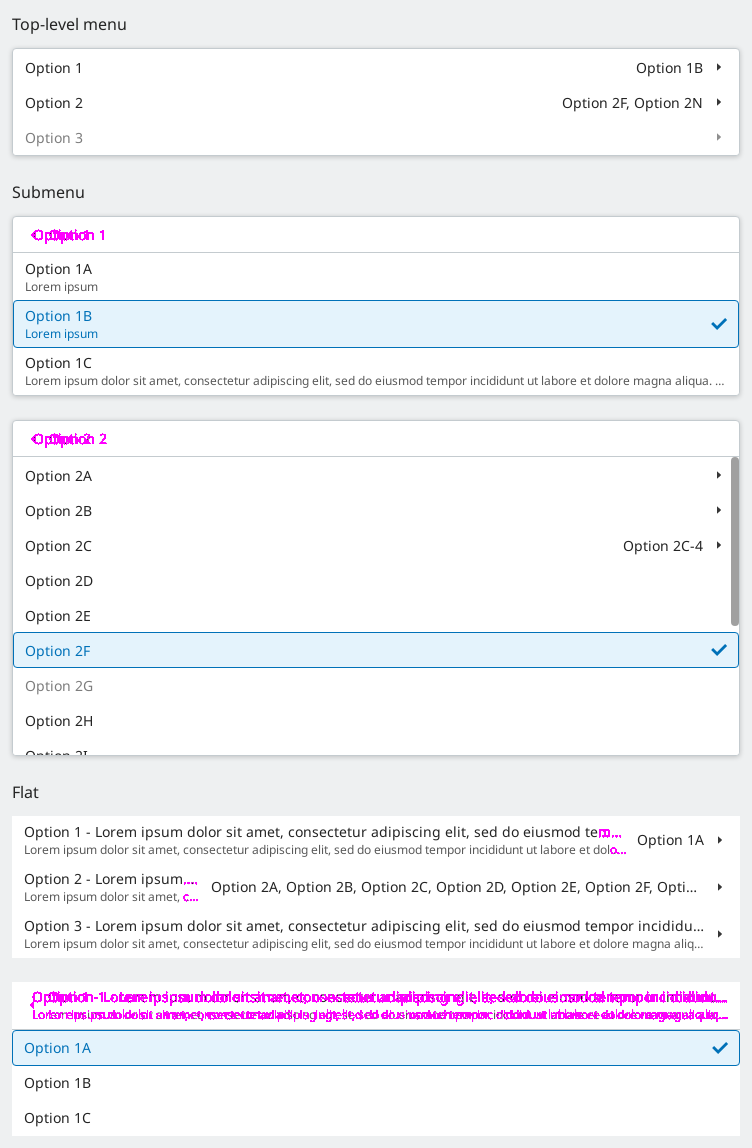 Top-level menu
Option 1 Option 1B
Option 2 Option 2F, Option 2N
Option 3
Submenu
Option 1
Option 1A
Lorem ipsum
Option 1B
Lorem ipsum
Option 1C
Lorem ipsum dolor sit amet, consectetur adipiscing elit, sed do eiusmod tempor incididunt ut labore et dolore magna aliqua. ...
Option 2
Option 2A
Option 2B
Option 2C Option 2C-4
Option 2D
Option 2E
Option 2F
Option 2G
Option 2H
Option 2I
Flat
Option 1 - Lorem ipsum dolor sit amet, consectetur adipiscing elit, sed do eiusmod tem... Option 1A
Lorem ipsum dolor sit amet, consectetur adipiscing elit, sed do eiusmod tempor incididunt ut labore et dolo...
Option 2 - Lorem ipsum... Option 2A, Option 2B, Option 2C, Option 2D, Option 2E, Option 2F, Opti...
Lorem ipsum dolor sit amet, c...
Option 3 - Lorem ipsum dolor sit amet, consectetur adipiscing elit, sed do eiusmod tempor incididu...
Lorem ipsum dolor sit amet, consectetur adipiscing elit, sed do eiusmod tempor incididunt ut labore et dolore magna aliq...
Option 1A
Option 1B
Option 1C